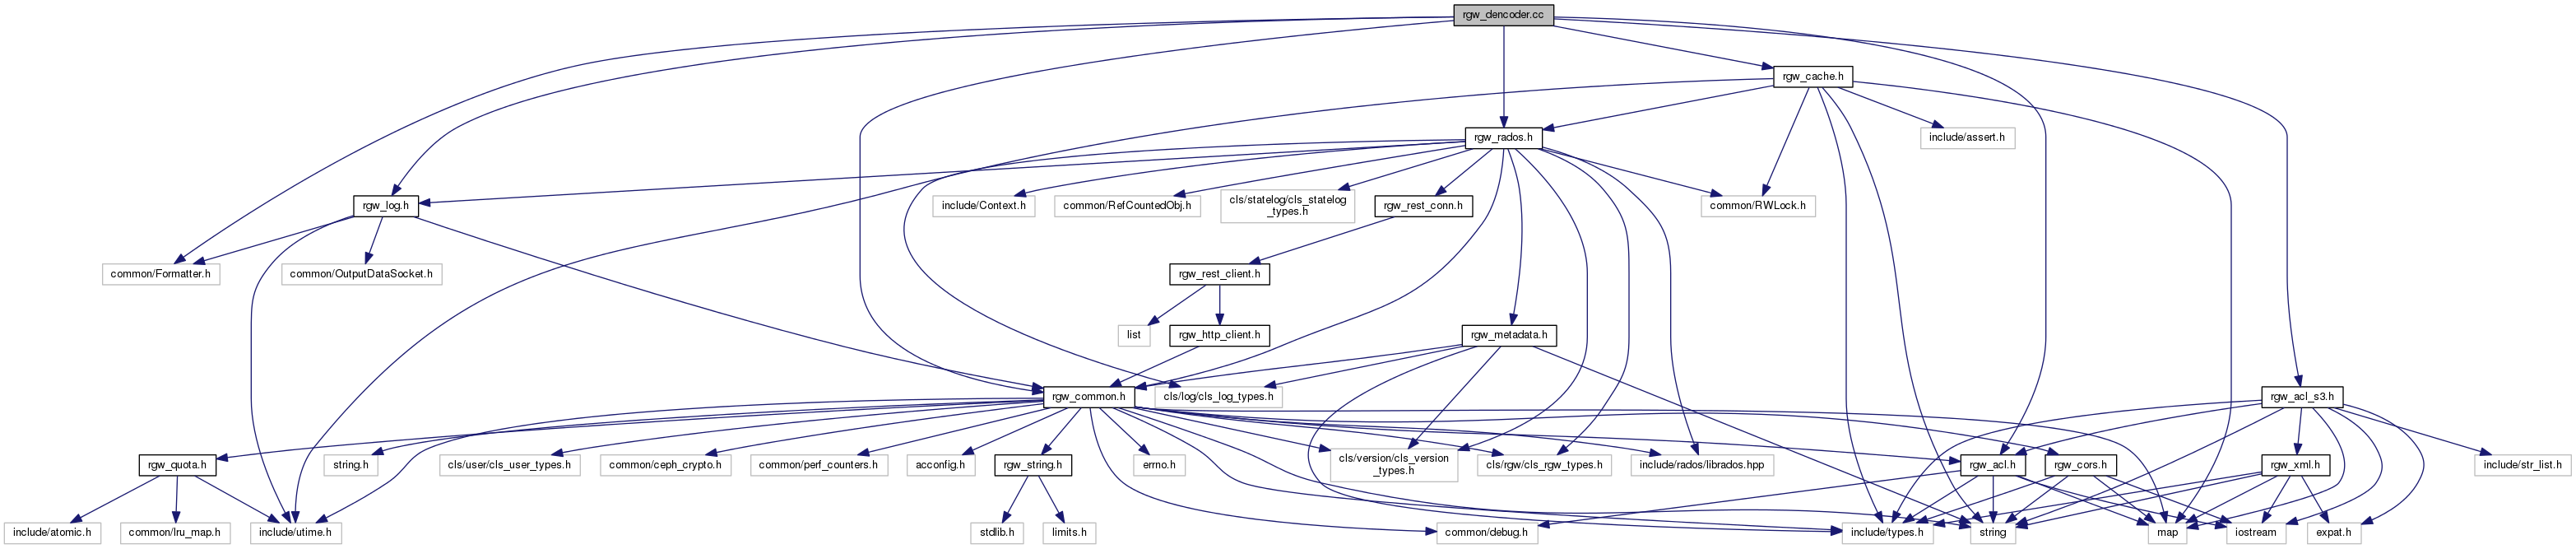 rgw_dencoder.cc
rgw_cache.h
rgw_rados.h
include/assert.h
rgw_log.h
include/Context.h
common/RefCountedObj.h
cls/statelog/cls_statelog
_types.h
rgw_rest_conn.h
common/RWLock.h
common/Formatter.h
common/OutputDataSocket.h
rgw_rest_client.h
list
rgw_http_client.h
rgw_metadata.h
rgw_common.h
cls/log/cls_log_types.h
rgw_acl_s3.h
rgw_quota.h
string.h
cls/user/cls_user_types.h
common/ceph_crypto.h
common/perf_counters.h
acconfig.h
rgw_string.h
errno.h
cls/version/cls_version
_types.h
cls/rgw/cls_rgw_types.h
include/rados/librados.hpp
rgw_acl.h
rgw_cors.h
rgw_xml.h
include/str_list.h
include/atomic.h
common/lru_map.h
include/utime.h
stdlib.h
limits.h
common/debug.h
include/types.h
string
map
iostream
expat.h